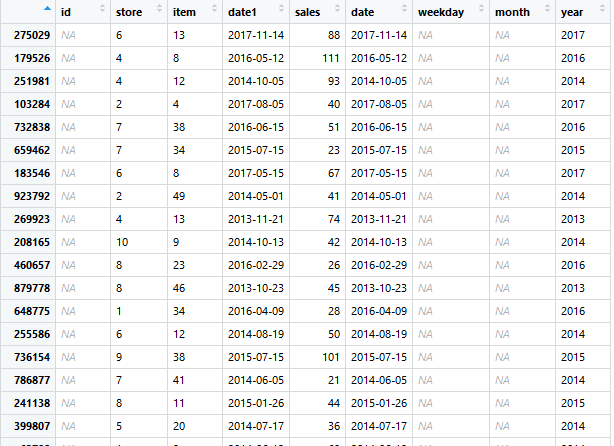 id store item date1 sales date weekday month year
275029 NA 6 13 2017-11-14 88 2017-11-14 NA NA 2017
179526 NA 4 8 2016-05-12 111 2016-05-12 NA NA 2016
251981 NA 4 12 2014-10-05 93 2014-10-05 NA NA 2014
103284 NA 2 4 2017-08-05 40 2017-08-05 NA NA 2017
732838 NA 7 38 2016-06-15 51 2016-06-15 NA NA 2016
659462 NA 7 34 2015-07-15 23 2015-07-15 NA NA 2015
183546 NA 6 8 2017-05-15 67 2017-05-15 NA NA 2017
923792 NA 2 49 2014-05-01 41 2014-05-01 NA NA 2014
269923 NA 4 13 2013-11-21 74 2013-11-21 NA NA 2013
208165 NA 10 9 2014-10-13 42 2014-10-13 NA NA 2014
460657 NA 8 23 2016-02-29 26 2016-02-29 NA NA 2016
879778 NA 8 46 2013-10-23 45 2013-10-23 NA NA 2013
648775 NA 1 34 2016-04-09 28 2016-04-09 NA NA 2016
255586 NA 6 12 2014-08-19 50 2014-08-19 NA NA 2014
736154 NA 9 38 2015-07-15 101 2015-07-15 NA NA 2015
786877 NA 7 41 2014-06-05 21 2014-06-05 NA NA 2014
241138 NA 8 11 2015-01-26 44 2015-01-26 NA NA 2015
399807 NA 5 20 2014-07-17 36 2014-07-17 NA NA 2014